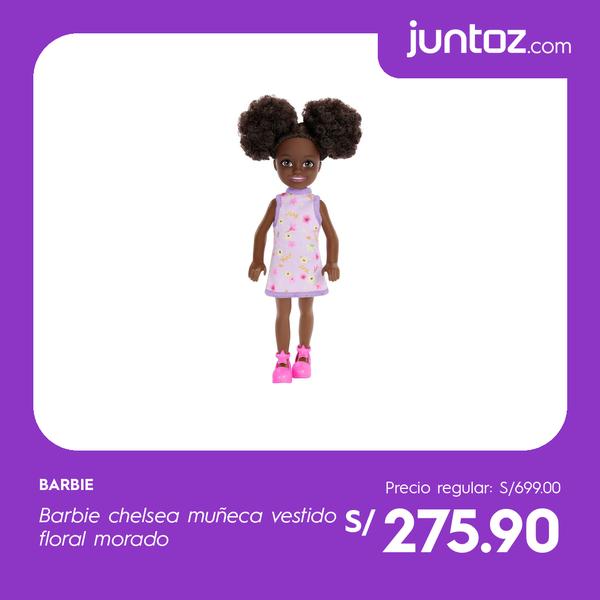 juntoz.com
BARBIE
Barbie chelsea muñeca vestido
floral morado
Precio regular: S/699.00
S/275.90